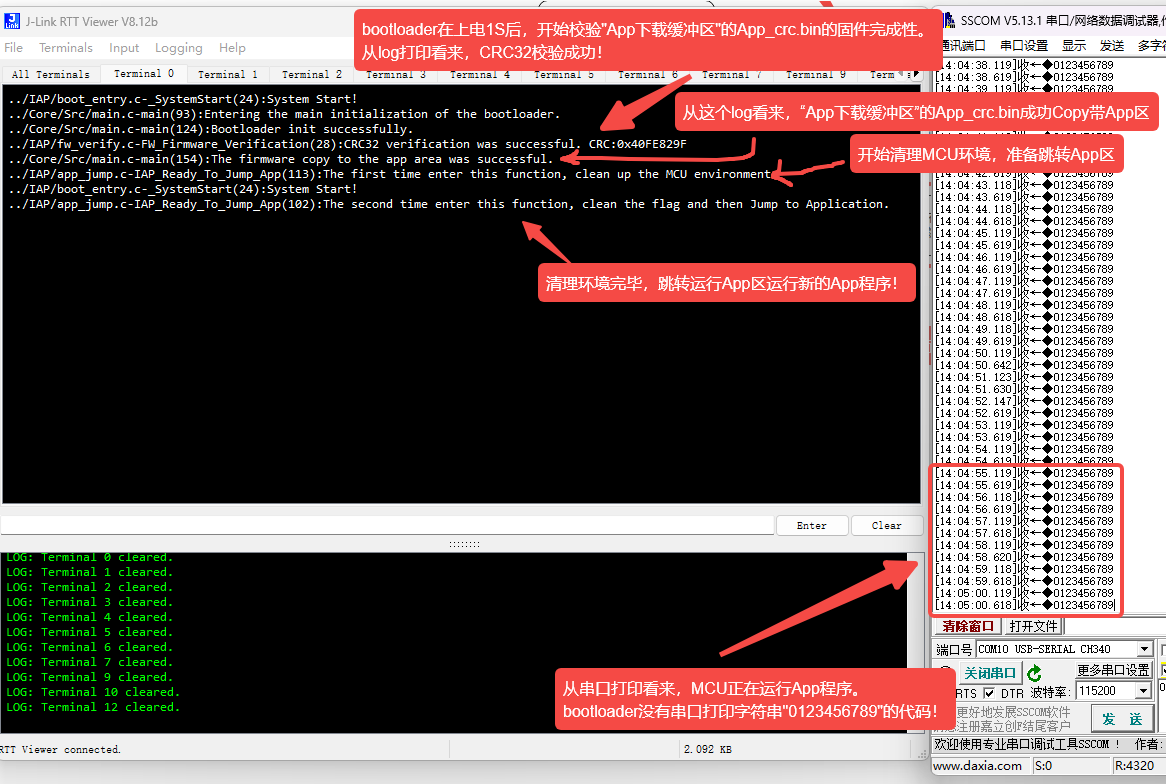 J-Link RTT Viewer V8.12b
File Terminals Input Logging Help
All Terminals Terminal 0 Terminal 1 Terminal 2 Terminal 3 Terminal 4 Terminal 5 Terminal 6 Terminal 7 Terminal 8 Terminal 9 Term
bootloader在上电1S后，开始校验"App下载缓冲区"的App_crc.bin的固件完成性。
从log打印看来，CRC32校验成功！
../IAP/boot_entry.c-_SystemStart(24):System Start!
../Core/Src/main.c-main(93):Entering the main initialization of the bootloader.
../Core/Src/main.c-main(124):Bootloader init successfully.
../IAP/fw_verify.c-FW_Firmware_Verification(28):CRC32 verification was successful. CRC:0x40FE829F
../Core/Src/main.c-main(154):The firmware copy to the app area was successful.
../IAP/app_jump.c-IAP_Ready_To_Jump_App(113):The first time enter this function, clean up the MCU environment
../IAP/boot_entry.c-_SystemStart(24):System Start!
../IAP/app_jump.c-IAP_Ready_To_Jump_App(102):The second time enter this function, clean the flag and then Jump to Application.
从这个log看来，“App下载缓冲区”的App_crc.bin成功Copy带App区
开始清理MCU环境，准备跳转App区
清理环境完毕，跳转运行App区运行新的App程序！
Enter Clear
LOG: Terminal 0 cleared.
LOG: Terminal 1 cleared.
LOG: Terminal 2 cleared.
LOG: Terminal 3 cleared.
LOG: Terminal 4 cleared.
LOG: Terminal 5 cleared.
LOG: Terminal 6 cleared.
LOG: Terminal 7 cleared.
LOG: Terminal 9 cleared.
LOG: Terminal 10 cleared.
LOG: Terminal 12 cleared.
从串口打印看来，MCU正在运行App程序。
bootloader没有串口打印字符串"0123456789"的代码！
RTT Viewer connected.
2.092 KB
SSCOM V5.13.1 串口/网络数据调试器,作
通讯端口 串口设置 显示 发送 多字符
[14:04:38.119]收←◆0123456789
[14:04:38.619]收←◆0123456789
[14:04:39.119]收←◆0123456789
[14:04:43.118]收←◆0123456789
[14:04:43.619]收←◆0123456789
[14:04:44.118]收←◆0123456789
[14:04:44.618]收←◆0123456789
[14:04:45.119]收←◆0123456789
[14:04:45.619]收←◆0123456789
[14:04:46.119]收←◆0123456789
[14:04:46.619]收←◆0123456789
[14:04:47.119]收←◆0123456789
[14:04:47.619]收←◆0123456789
[14:04:48.119]收←◆0123456789
[14:04:48.618]收←◆0123456789
[14:04:49.118]收←◆0123456789
[14:04:49.619]收←◆0123456789
[14:04:50.119]收←◆0123456789
[14:04:50.642]收←◆0123456789
[14:04:51.123]收←◆0123456789
[14:04:51.630]收←◆0123456789
[14:04:52.147]收←◆0123456789
[14:04:52.619]收←◆0123456789
[14:04:53.119]收←◆0123456789
[14:04:53.619]收←◆0123456789
[14:04:54.119]收←◆0123456789
[14:04:54.619]收←◆0123456789
[14:04:55.119]收←◆0123456789
[14:04:55.619]收←◆0123456789
[14:04:56.118]收←◆0123456789
[14:04:56.619]收←◆0123456789
[14:04:57.119]收←◆0123456789
[14:04:57.618]收←◆0123456789
[14:04:58.119]收←◆0123456789
[14:04:58.620]收←◆0123456789
[14:04:59.118]收←◆0123456789
[14:04:59.618]收←◆0123456789
[14:05:00.119]收←◆0123456789
[14:05:00.618]收←◆0123456789
清除窗口 打开文件
端口号 COM10 USB-SERIAL CH340
关闭串口 更多串口设置
RTS DTR 波特率: 115200
更好地发展SSCOM软件
注册嘉立创F结尾客户
发 送
欢迎使用专业串口调试工具SSCOM ! 作者:
www.daxia.com S:0 R:4320